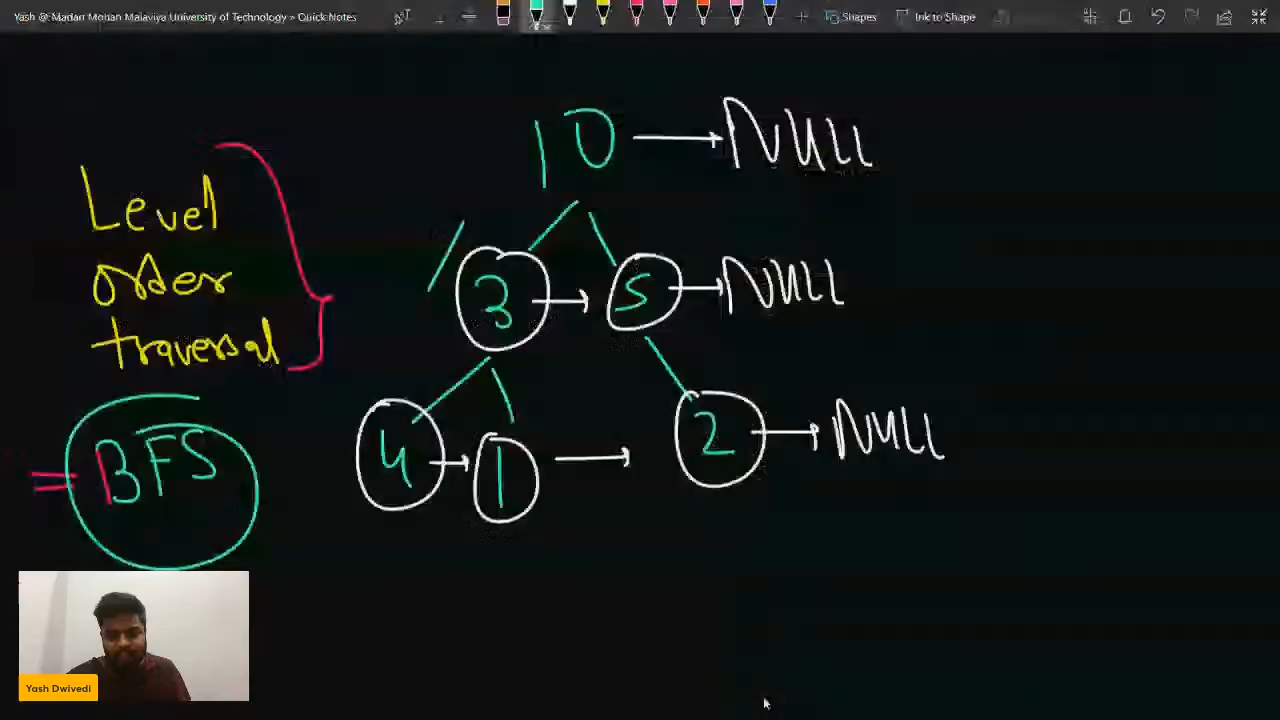 Yash @ Madan Mohan Malaviya University of Technology » Quick Notes
Shapes
Ink to Shape
10 NULL
Level
order
traversal
3 5 NULL
4 1 2 NULL
= BFS
Yash Dwivedi